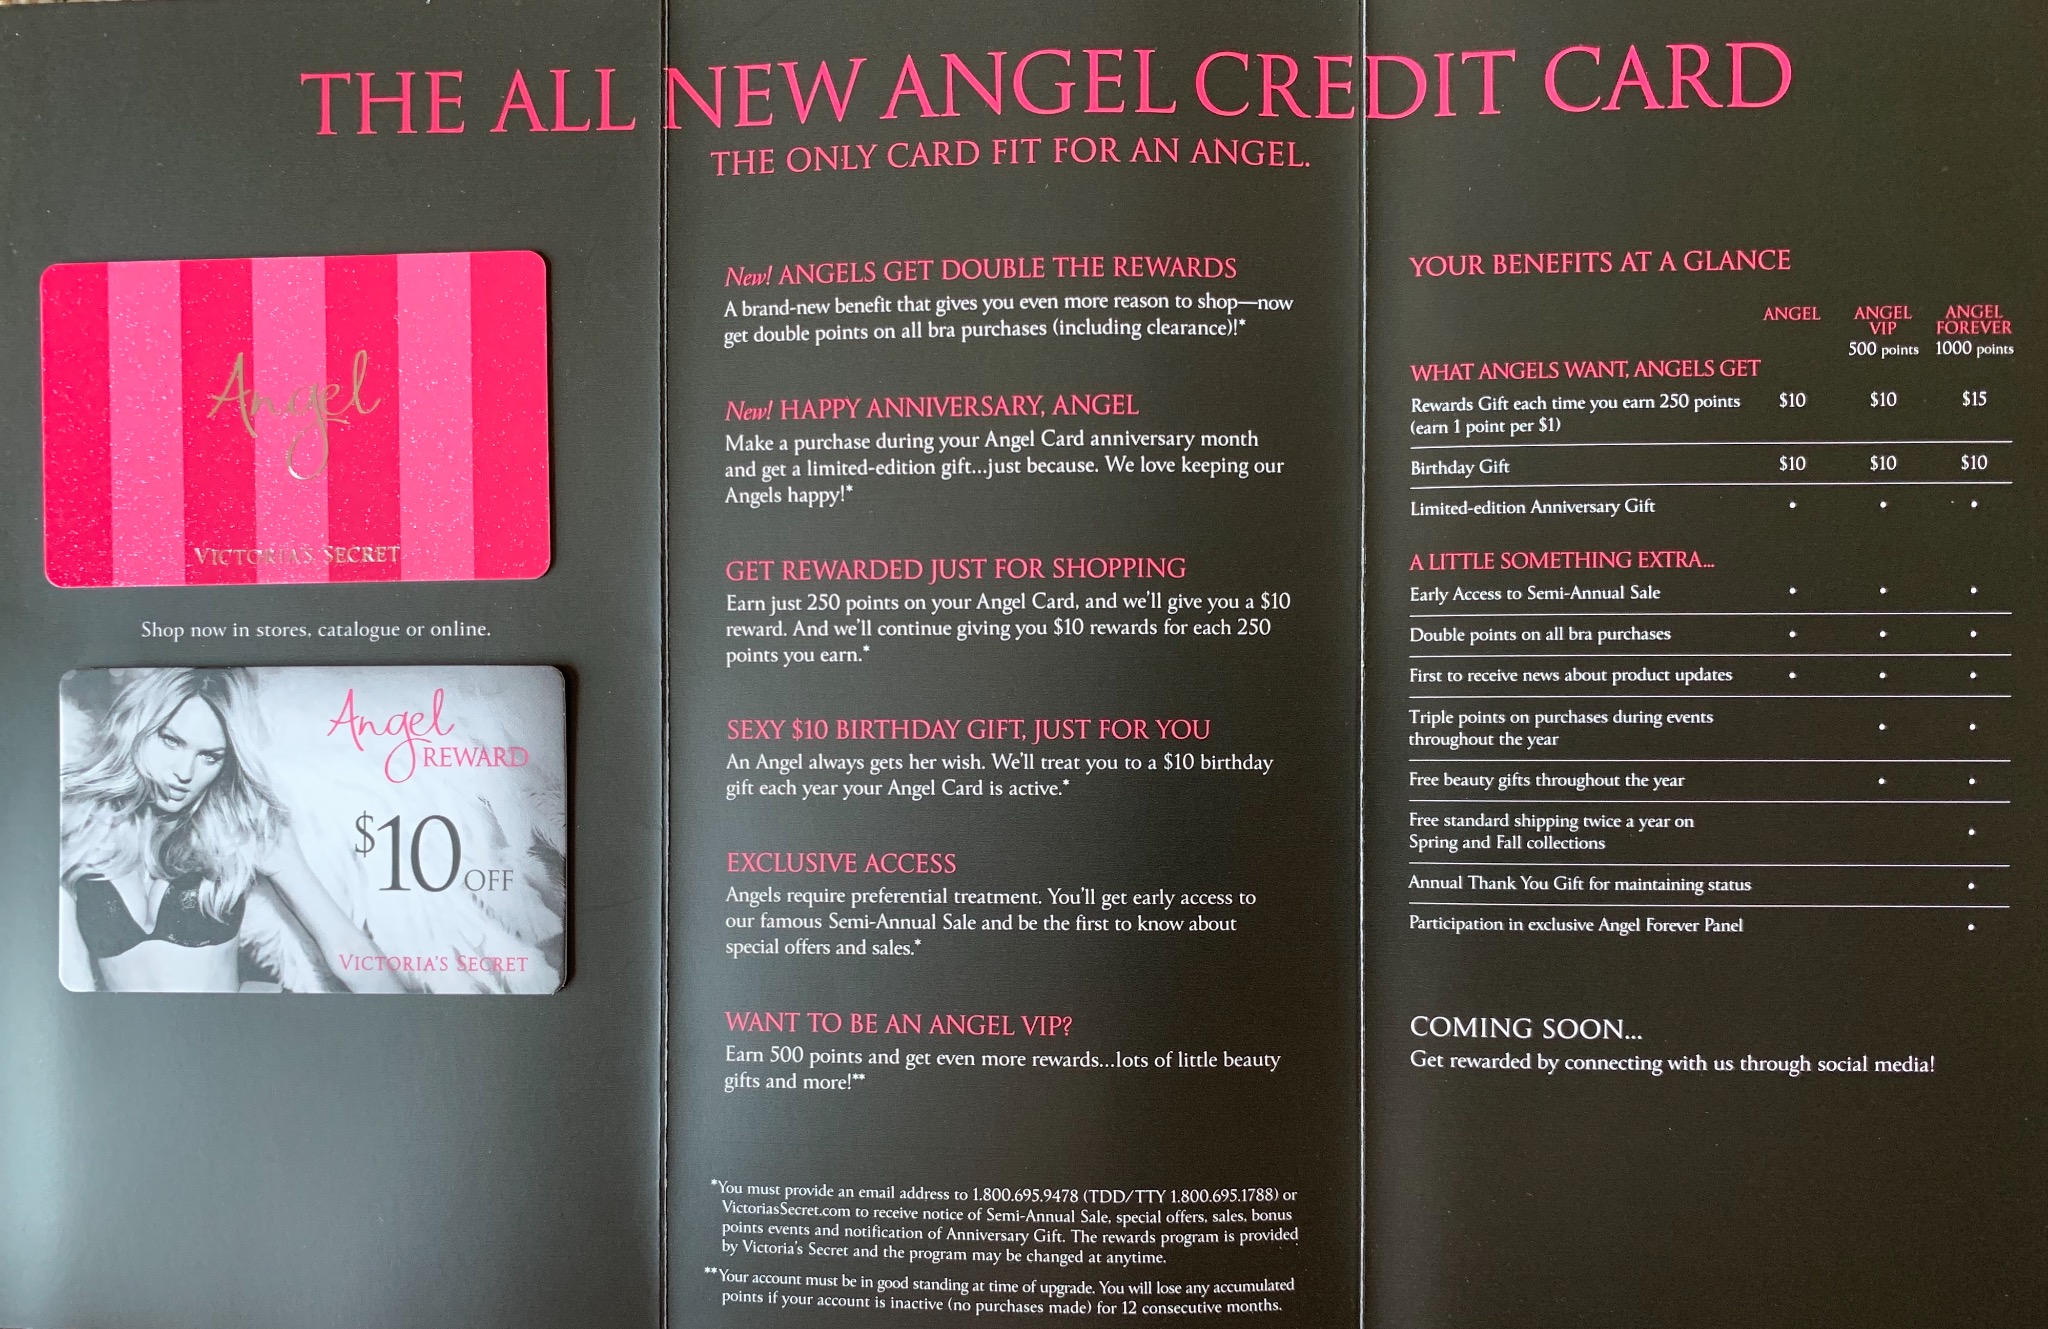 THE ALL NEW ANGEL CREDIT CARD
THE ONLY CARD FIT FOR AN ANGEL.
Angel
VICTORIA'S SECRET
Shop now in stores, catalogue or online.
Angel
REWARD
$10 OFF
VICTORIA'S SECRET
New! ANGELS GET DOUBLE THE REWARDS
A brand-new benefit that gives you even more reason to shop—now
get double points on all bra purchases (including clearance)!*
New! HAPPY ANNIVERSARY, ANGEL
Make a purchase during your Angel Card anniversary month
and get a limited-edition gift...just because. We love keeping our
Angels happy!*
GET REWARDED JUST FOR SHOPPING
Earn just 250 points on your Angel Card, and we'll give you a $10
reward. And we'll continue giving you $10 rewards for each 250
points you earn.*
SEXY $10 BIRTHDAY GIFT, JUST FOR YOU
An Angel always gets her wish. We'll treat you to a $10 birthday
gift each year your Angel Card is active.*
EXCLUSIVE ACCESS
Angels require preferential treatment. You'll get early access to
our famous Semi-Annual Sale and be the first to know about
special offers and sales.*
WANT TO BE AN ANGEL VIP?
Earn 500 points and get even more rewards...lots of little beauty
gifts and more!**
*You must provide an email address to 1.800.695.9478 (TDD/TTY 1.800.695.1788) or
VictoriasSecret.com to receive notice of Semi-Annual Sale, special offers, sales, bonus
points events and notification of Anniversary Gift. The rewards program is provided
by Victoria's Secret and the program may be changed at anytime.
**Your account must be in good standing at time of upgrade. You will lose any accumulated
points if your account is inactive (no purchases made) for 12 consecutive months.
YOUR BENEFITS AT A GLANCE
ANGEL ANGEL ANGEL
VIP FOREVER
500 points 1000 points
WHAT ANGELS WANT, ANGELS GET
Rewards Gift each time you earn 250 points $10 $10 $15
(earn 1 point per $1)
Birthday Gift $10 $10 $10
Limited-edition Anniversary Gift • • •
A LITTLE SOMETHING EXTRA...
Early Access to Semi-Annual Sale • • •
Double points on all bra purchases • • •
First to receive news about product updates • • •
Triple points on purchases during events • •
throughout the year
Free beauty gifts throughout the year • •
Free standard shipping twice a year on •
Spring and Fall collections
Annual Thank You Gift for maintaining status •
Participation in exclusive Angel Forever Panel •
COMING SOON...
Get rewarded by connecting with us through social media!